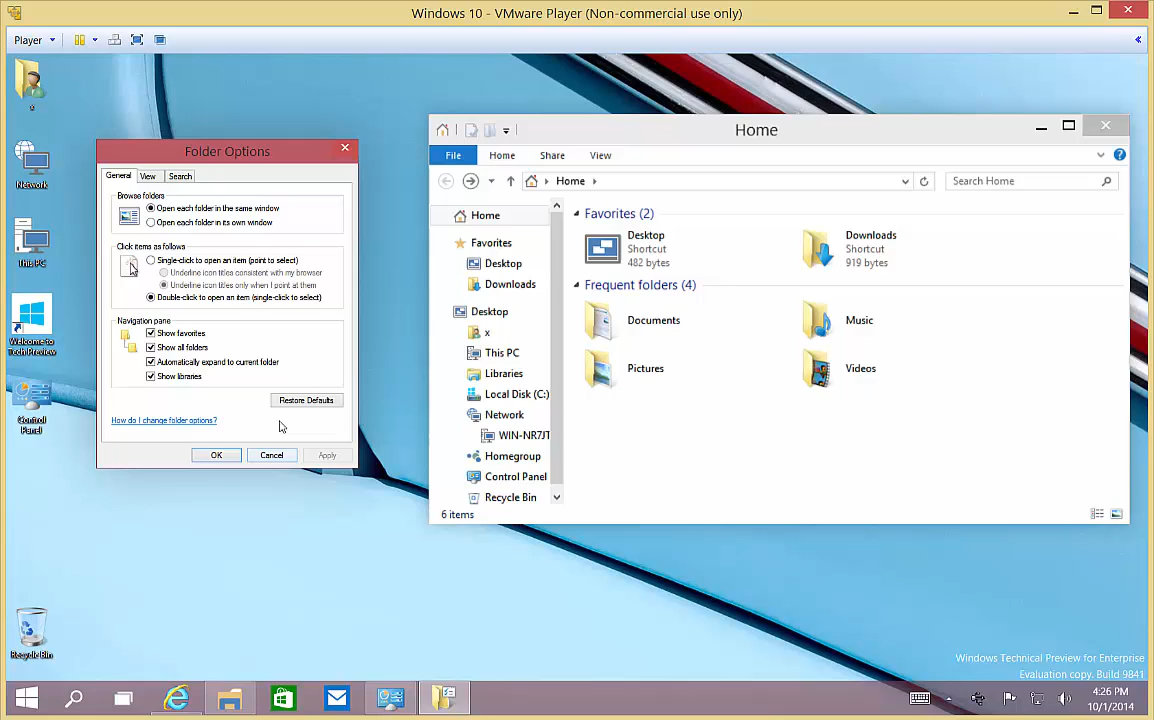 Windows 10 - VMware Player (Non-commercial use only)
Player
x
Network
This PC
Welcome to
Tech Preview
Control
Panel
Recycle Bin
Folder Options
General View Search
Browse folders
Open each folder in the same window
Open each folder in its own window
Click items as follows
Single-click to open an item (point to select)
Underline icon titles consistent with my browser
Underline icon titles only when I point at them
Double-click to open an item (single-click to select)
Navigation pane
Show favorites
Show all folders
Automatically expand to current folder
Show libraries
Restore Defaults
How do I change folder options?
OK Cancel Apply
Home
File Home Share View
Home
Search Home
Home
Favorites
Desktop
Downloads
Desktop
x
This PC
Libraries
Local Disk (C:)
Network
WIN-NR7JT
Homegroup
Control Panel
Recycle Bin
Favorites (2)
Desktop
Shortcut
482 bytes
Downloads
Shortcut
919 bytes
Frequent folders (4)
Documents
Music
Pictures
Videos
6 items
Windows Technical Preview for Enterprise
Evaluation copy. Build 9841
4:26 PM
10/1/2014